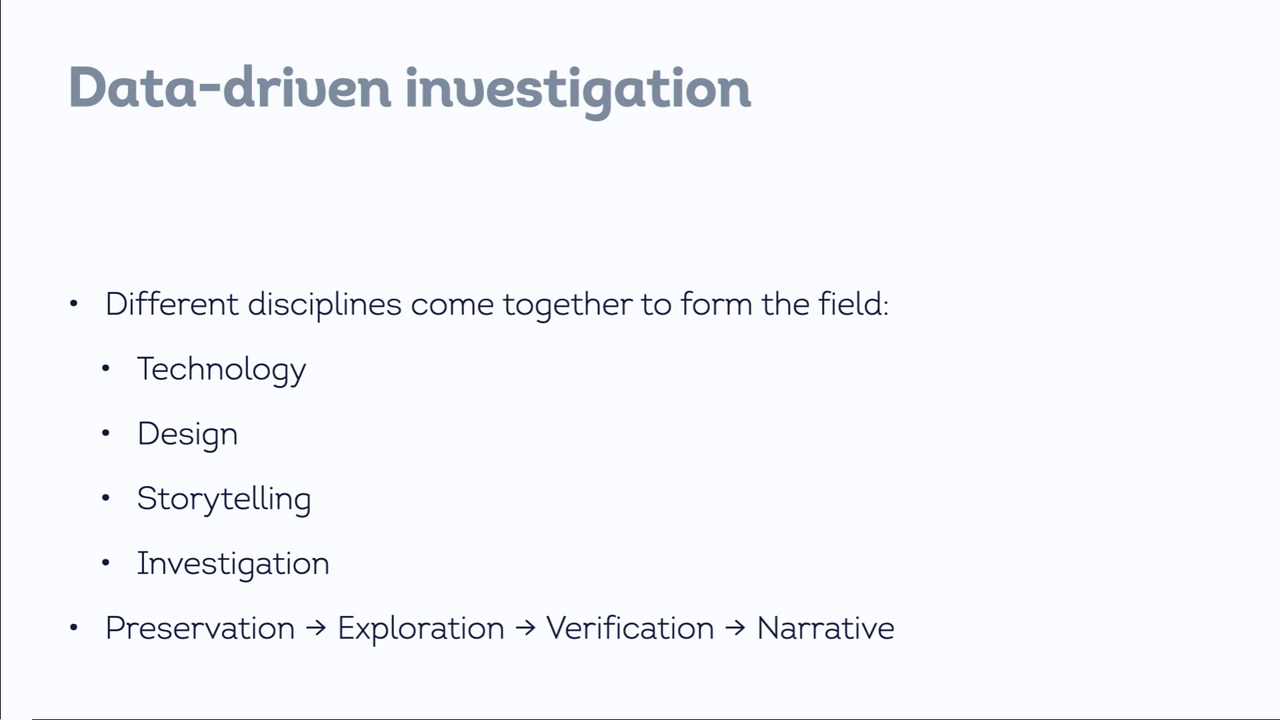 Data-driven investigation
• Different disciplines come together to form the field:
• Technology
• Design
• Storytelling
• Investigation
• Preservation → Exploration → Verification → Narrative